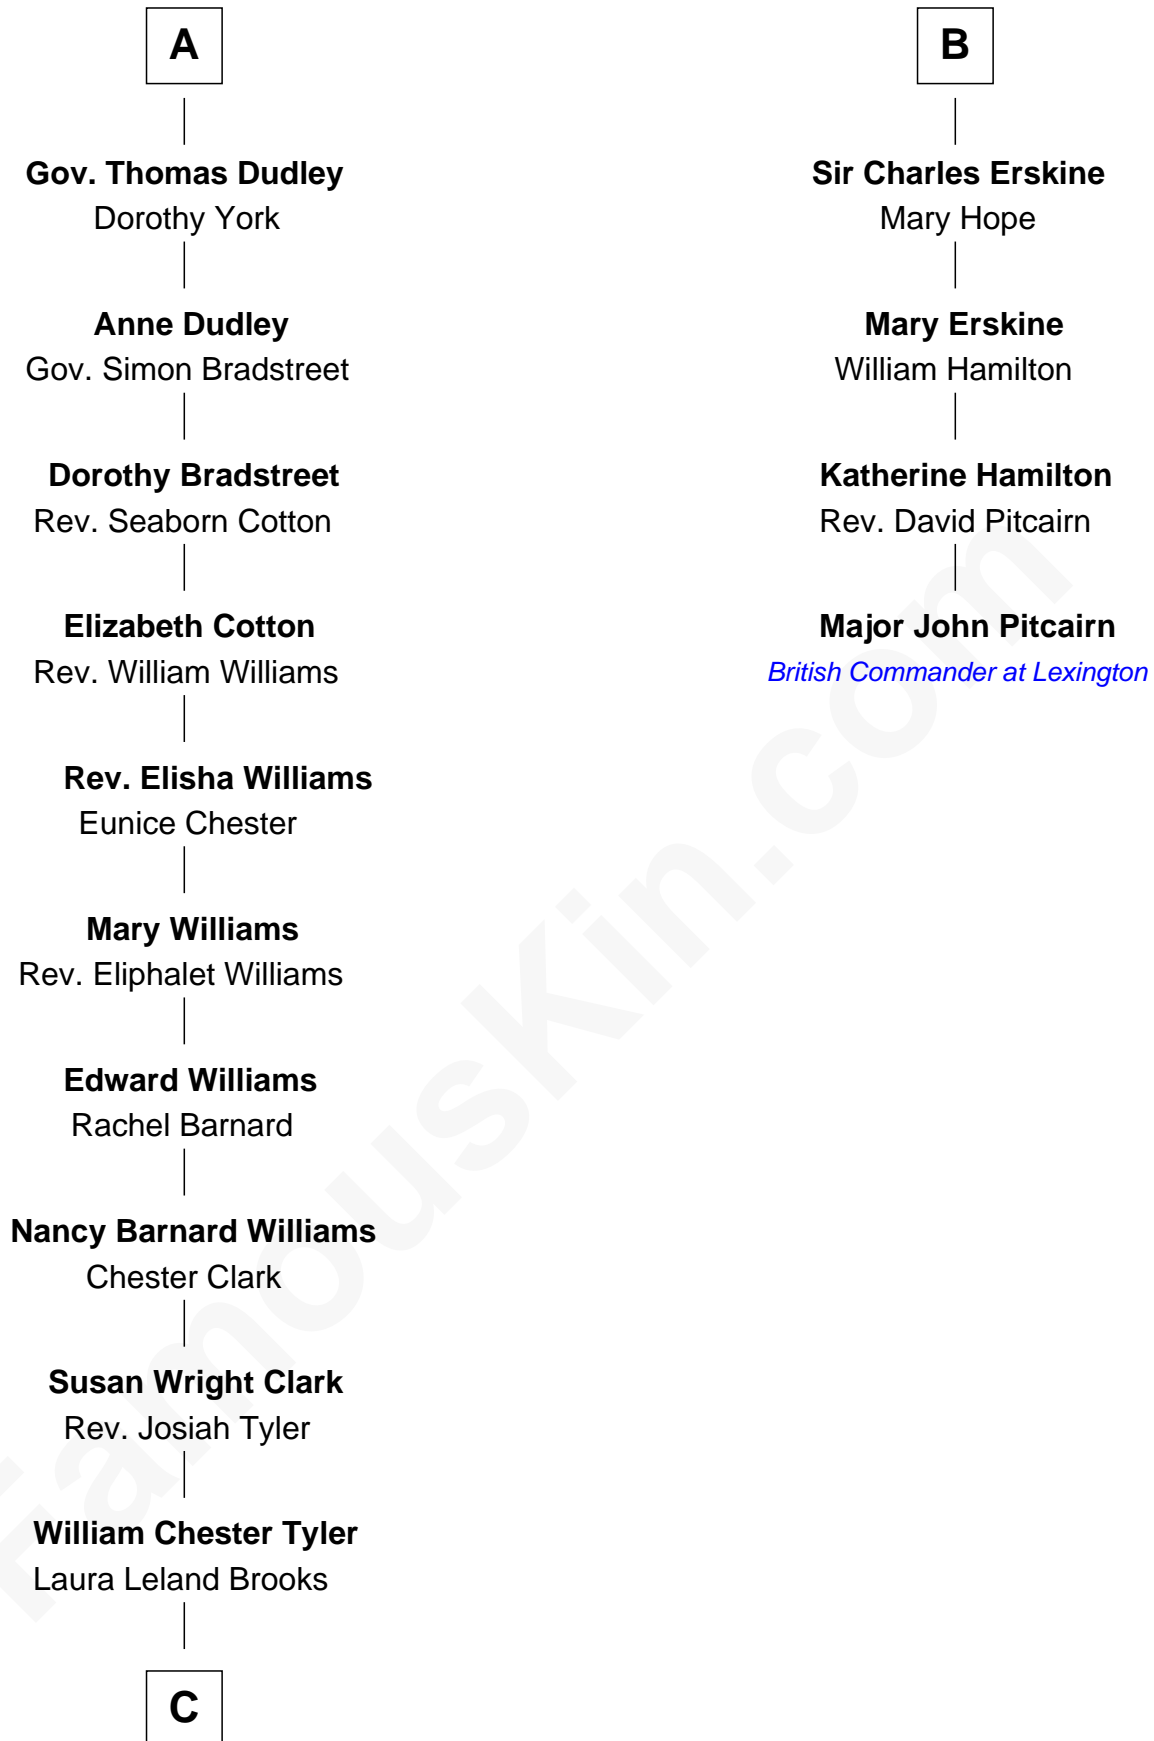 A
Gov. Thomas Dudley
Dorothy York
Anne Dudley
Gov. Simon Bradstreet
Dorothy Bradstreet
Rev. Seaborn Cotton
Elizabeth Cotton
Rev. William Williams
Rev. Elisha Williams
Eunice Chester
Mary Williams
Rev. Eliphalet Williams
Edward Williams
Rachel Barnard
Nancy Barnard Williams
Chester Clark
Susan Wright Clark
Rev. Josiah Tyler
William Chester Tyler
Laura Leland Brooks
C
B
Sir Charles Erskine
Mary Hope
Mary Erskine
William Hamilton
Katherine Hamilton
Rev. David Pitcairn
Major John Pitcairn
British Commander at Lexington
FamousKin.com